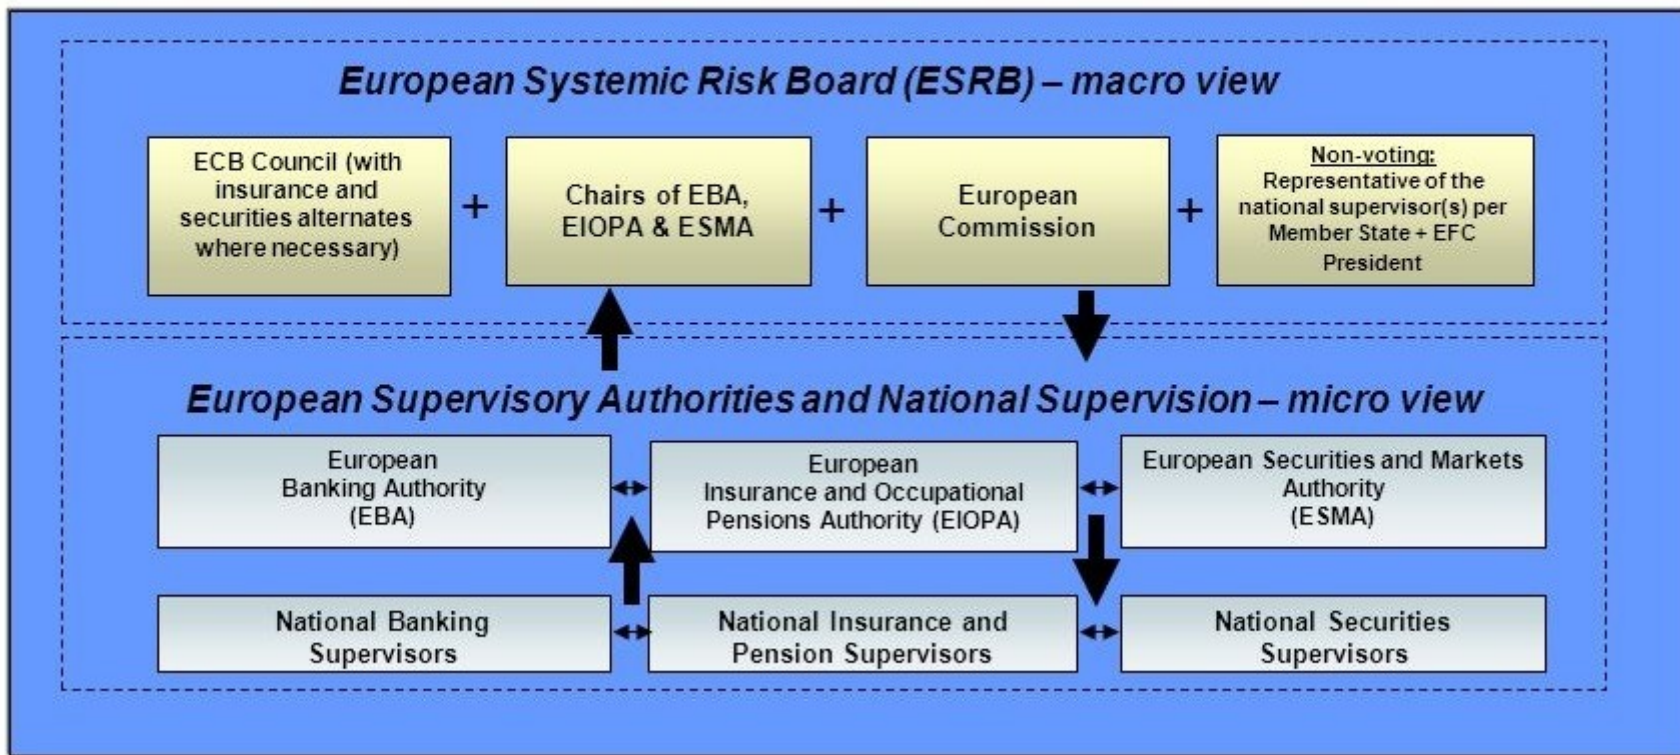 European Systemic Risk Board (ESRB) – macro view
ECB Council (with
insurance and
securities alternates
where necessary)
+
Chairs of EBA,
EIOPA & ESMA
+
European
Commission
+
Non-voting:
Representative of the
national supervisor(s) per
Member State + EFC
President
European Supervisory Authorities and National Supervision – micro view
European
Banking Authority
(EBA)
European
Insurance and Occupational
Pensions Authority (EIOPA)
European Securities and Markets
Authority
(ESMA)
National Banking
Supervisors
National Insurance and
Pension Supervisors
National Securities
Supervisors